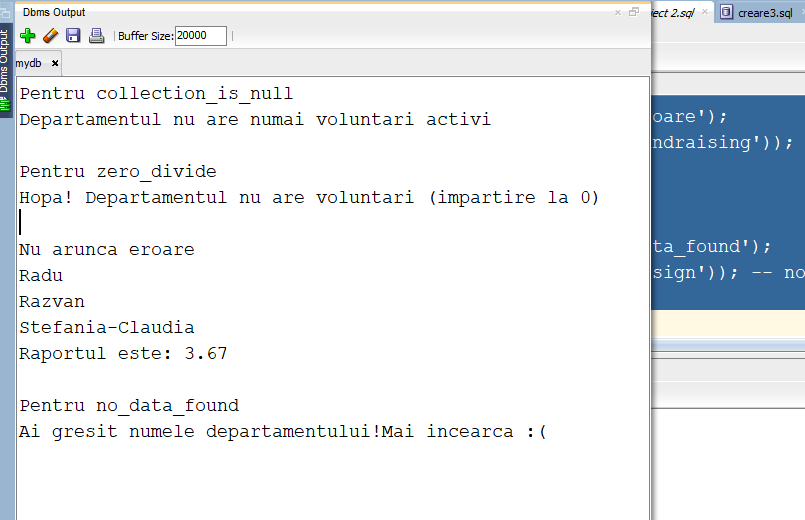 Dbms Output
Buffer Size: 20000
mydb
Dbms Output
Pentru collection_is_null
Departamentul nu are numai voluntari activi
Pentru zero_divide
Hopa! Departamentul nu are voluntari (impartire la 0)
Nu arunca eroare
Radu
Razvan
Stefania-Claudia
Raportul este: 3.67
Pentru no_data_found
Ai gresit numele departamentului!Mai incearca :(
ect 2.sql
creare3.sql
oare');
ndraising'));
ta_found');
sign')); -- no